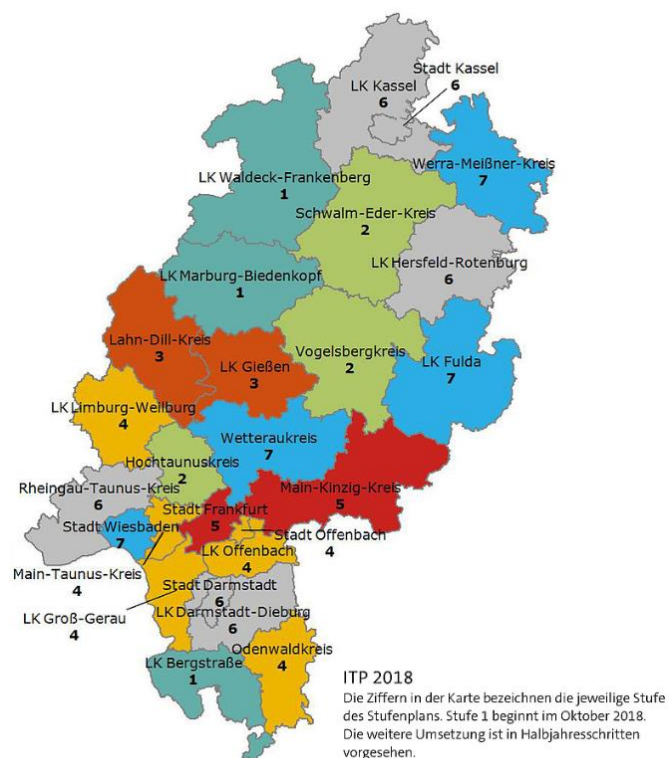 Stadt Kassel
6
LK Kassel
6
Werra-Meißner-Kreis
7
LK Waldeck-Frankenberg
1
Schwalm-Eder-Kreis
2
LK Hersfeld-Rotenburg
6
LK Marburg-Biedenkopf
1
Lahn-Dill-Kreis
3
LK Gießen
3
Vogelsbergkreis
2
LK Fulda
7
LK Limburg-Weilburg
4
Wetteraukreis
7
Hochtaunuskreis
2
Rheingau-Taunus-Kreis
6
Main-Kinzig-Kreis
5
Stadt Frankfurt
5
Stadt Wiesbaden
7
Stadt Offenbach
4
LK Offenbach
4
Main-Taunus-Kreis
4
Stadt Darmstadt
6
LK Groß-Gerau
4
LK Darmstadt-Dieburg
6
Odenwaldkreis
4
LK Bergstraße
1
ITP 2018
Die Ziffern in der Karte bezeichnen die jeweilige Stufe
des Stufenplans. Stufe 1 beginnt im Oktober 2018.
Die weitere Umsetzung ist in Halbjahresschritten
vorgesehen.